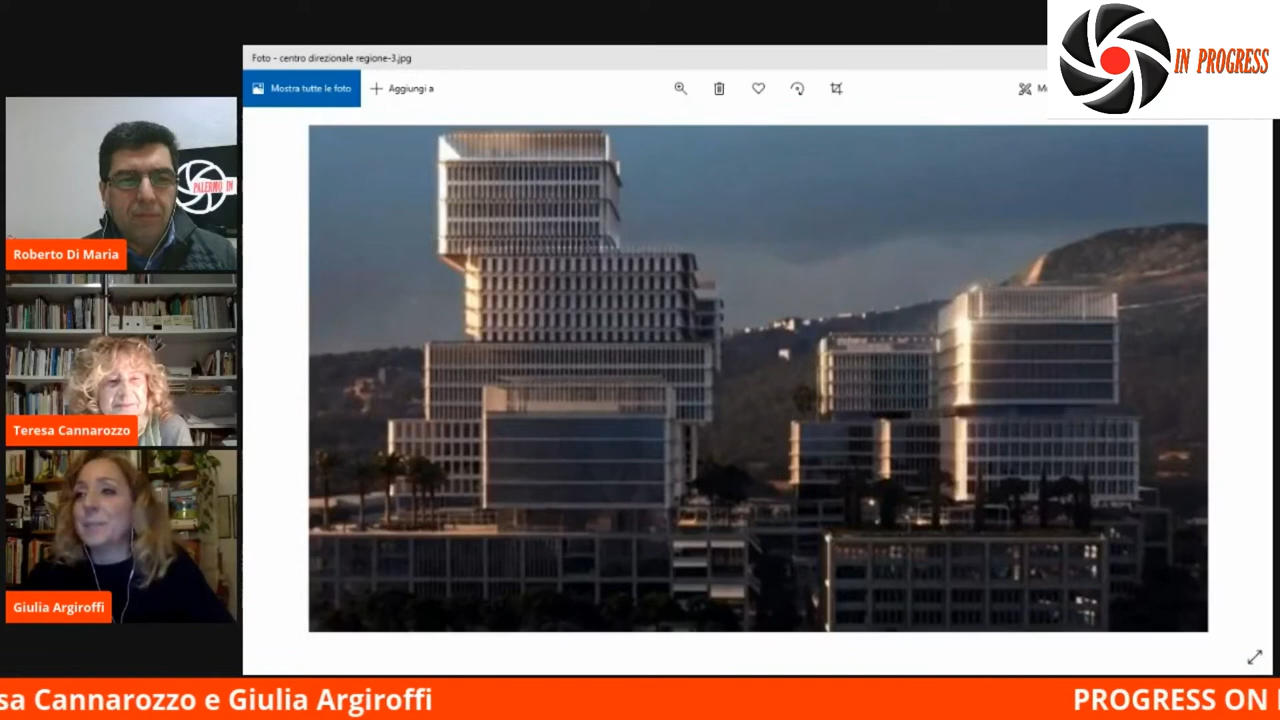 IN PROGRESS
Foto - centro direzionale regione-3.jpg
Mostra tutte le foto
Aggiungi a
PALERMO IN
Roberto Di Maria
Teresa Cannarozzo
Giulia Argiroffi
sa Cannarozzo e Giulia Argiroffi
PROGRESS ON